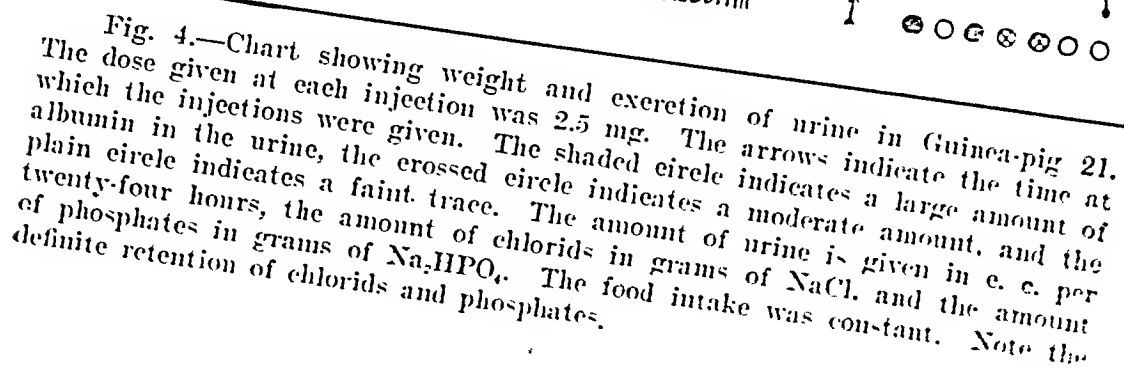 Fig. 4.—Chart showing weight and excretion of urine in Guinea-pig 21.
The dose given at each injection was 2.5 mg. The arrows indicate the time at
which the injections were given. The shaded circle indicates a large amount of
albumin in the urine, the crossed circle indicates a moderate amount, and the
plain circle indicates a faint. trace. The amount of urine is given in c. c. per
twenty-four hours, the amount of chlorids in grams of NaCl. and the amount
of phosphates in grams of Na₂HPO₄. The food intake was constant. Note the
definite retention of chlorids and phosphates.